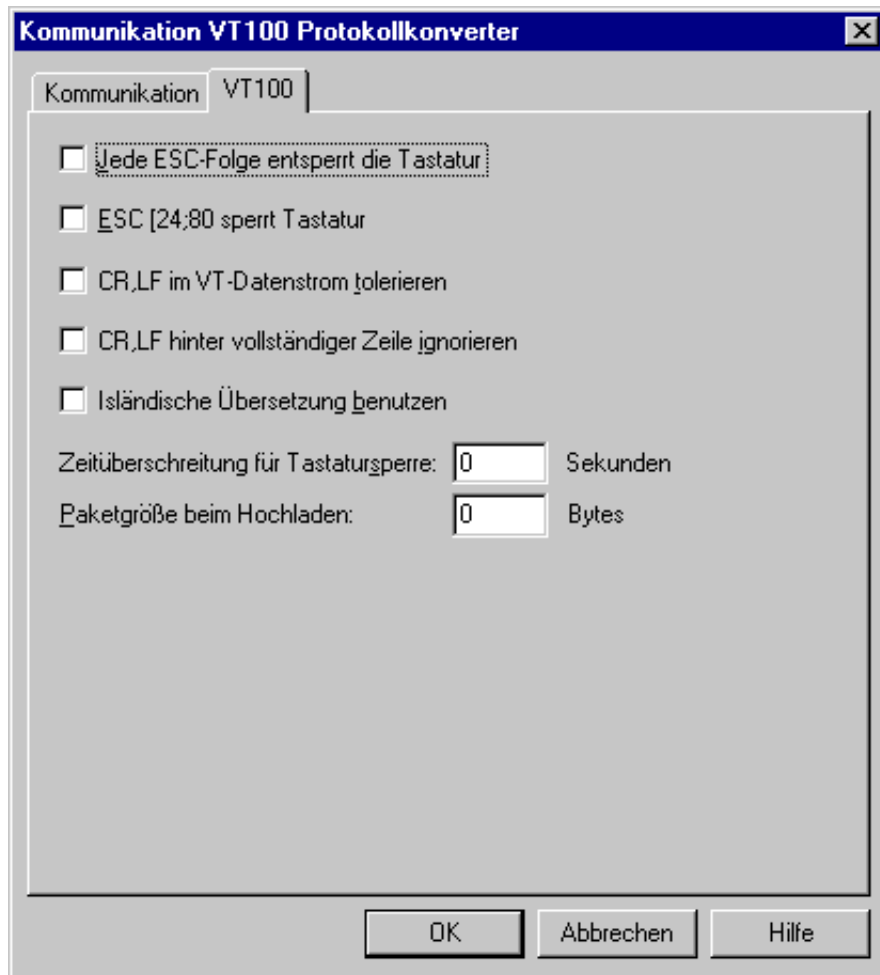 Kommunikation VT100 Protokollkonverter
Kommunikation VT100
Jede ESC-Folge entsperrt die Tastatur
ESC [24;80 sperrt Tastatur
CR,LF im VT-Datenstrom tolerieren
CR,LF hinter vollständiger Zeile ignorieren
Isländische Übersetzung benutzen
Zeitüberschreitung für Tastatursperre: 0 Sekunden
Paketgröße beim Hochladen: 0 Bytes
OK Abbrechen Hilfe